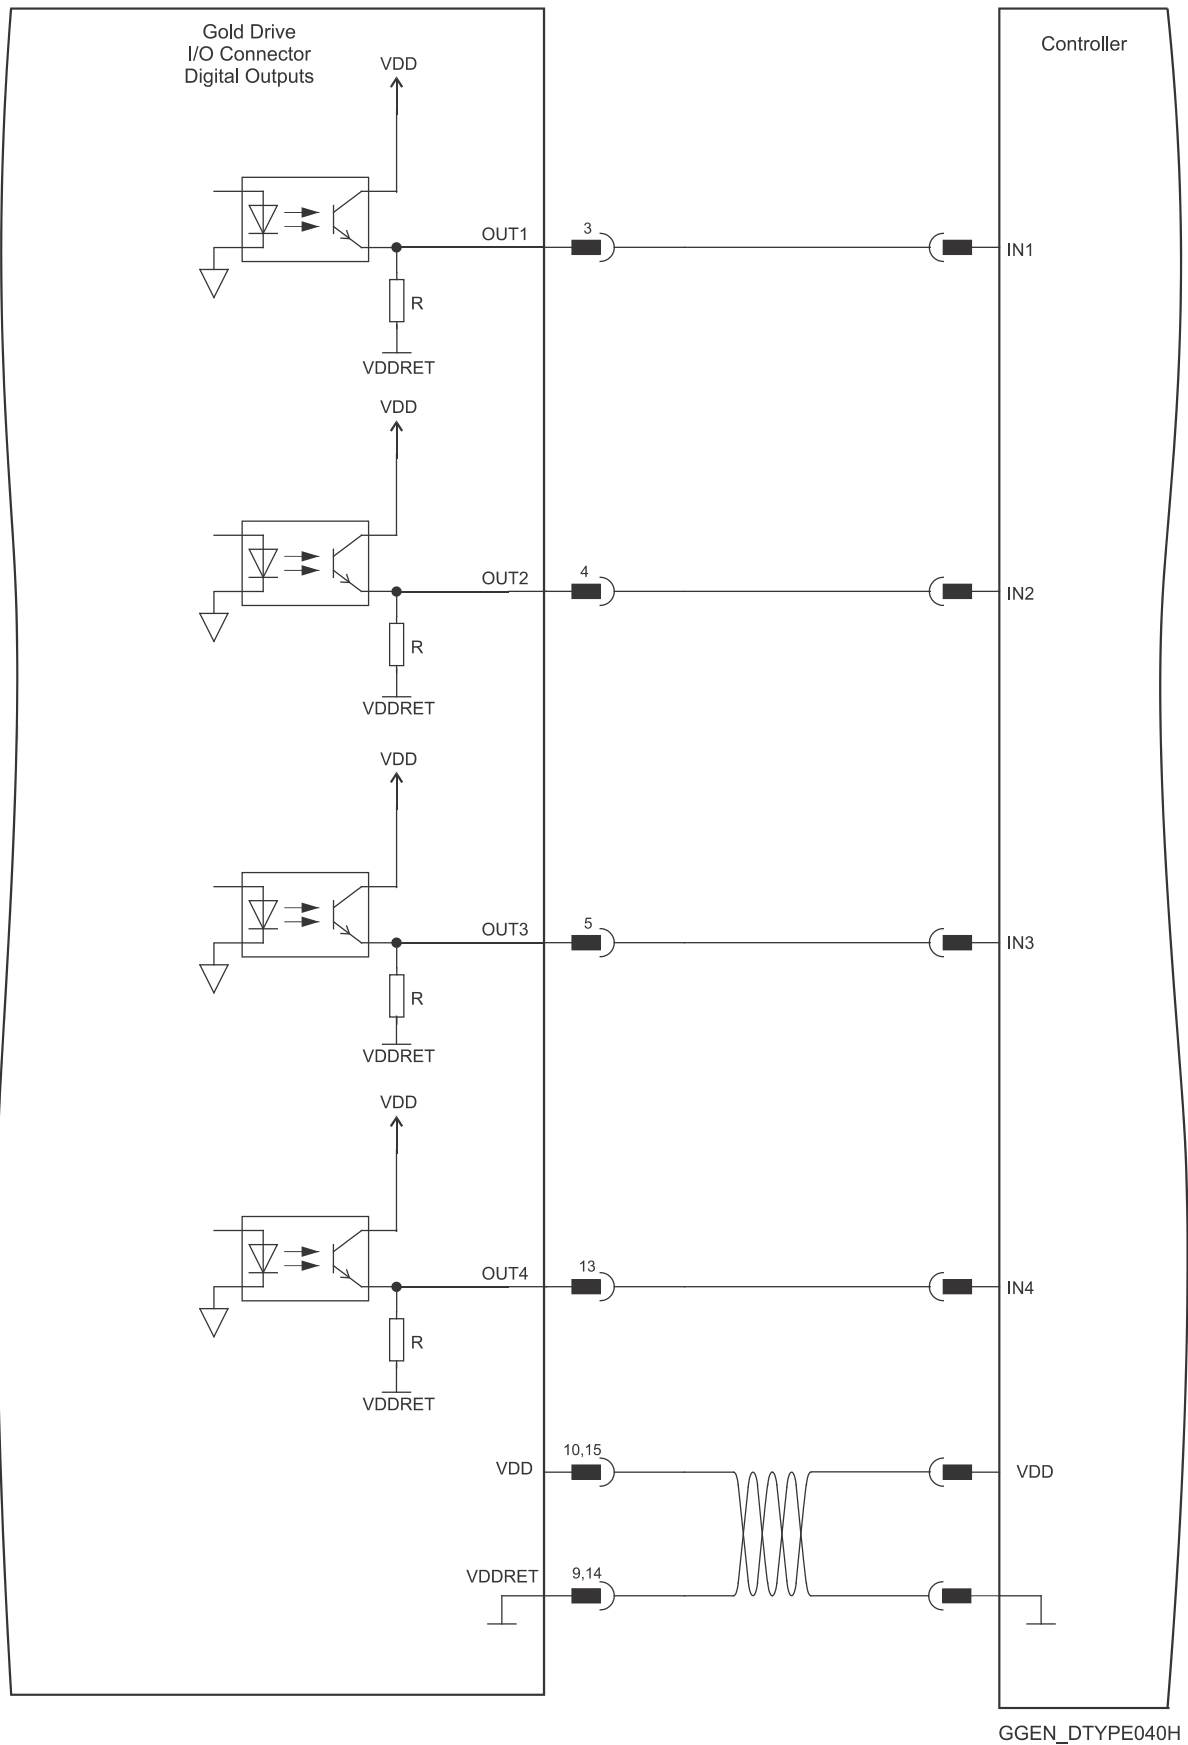 Gold Drive
I/O Connector
Digital Outputs
Controller
VDD
OUT1
3
IN1
R
VDDRET
VDD
OUT2
4
IN2
R
VDDRET
VDD
OUT3
5
IN3
R
VDDRET
VDD
OUT4
13
IN4
R
VDDRET
VDD
10,15
VDD
VDDRET
9,14
GGEN_DTYPE040H